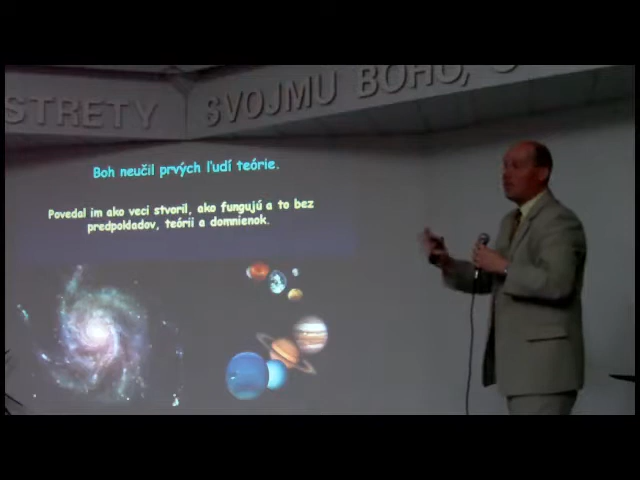 STRETY SVOJMU BOHU,
Boh neučil prvých ľudí teórie.
Povedal im ako veci stvoril, ako fungujú a to bez
predpokladov, teórii a domnienok.